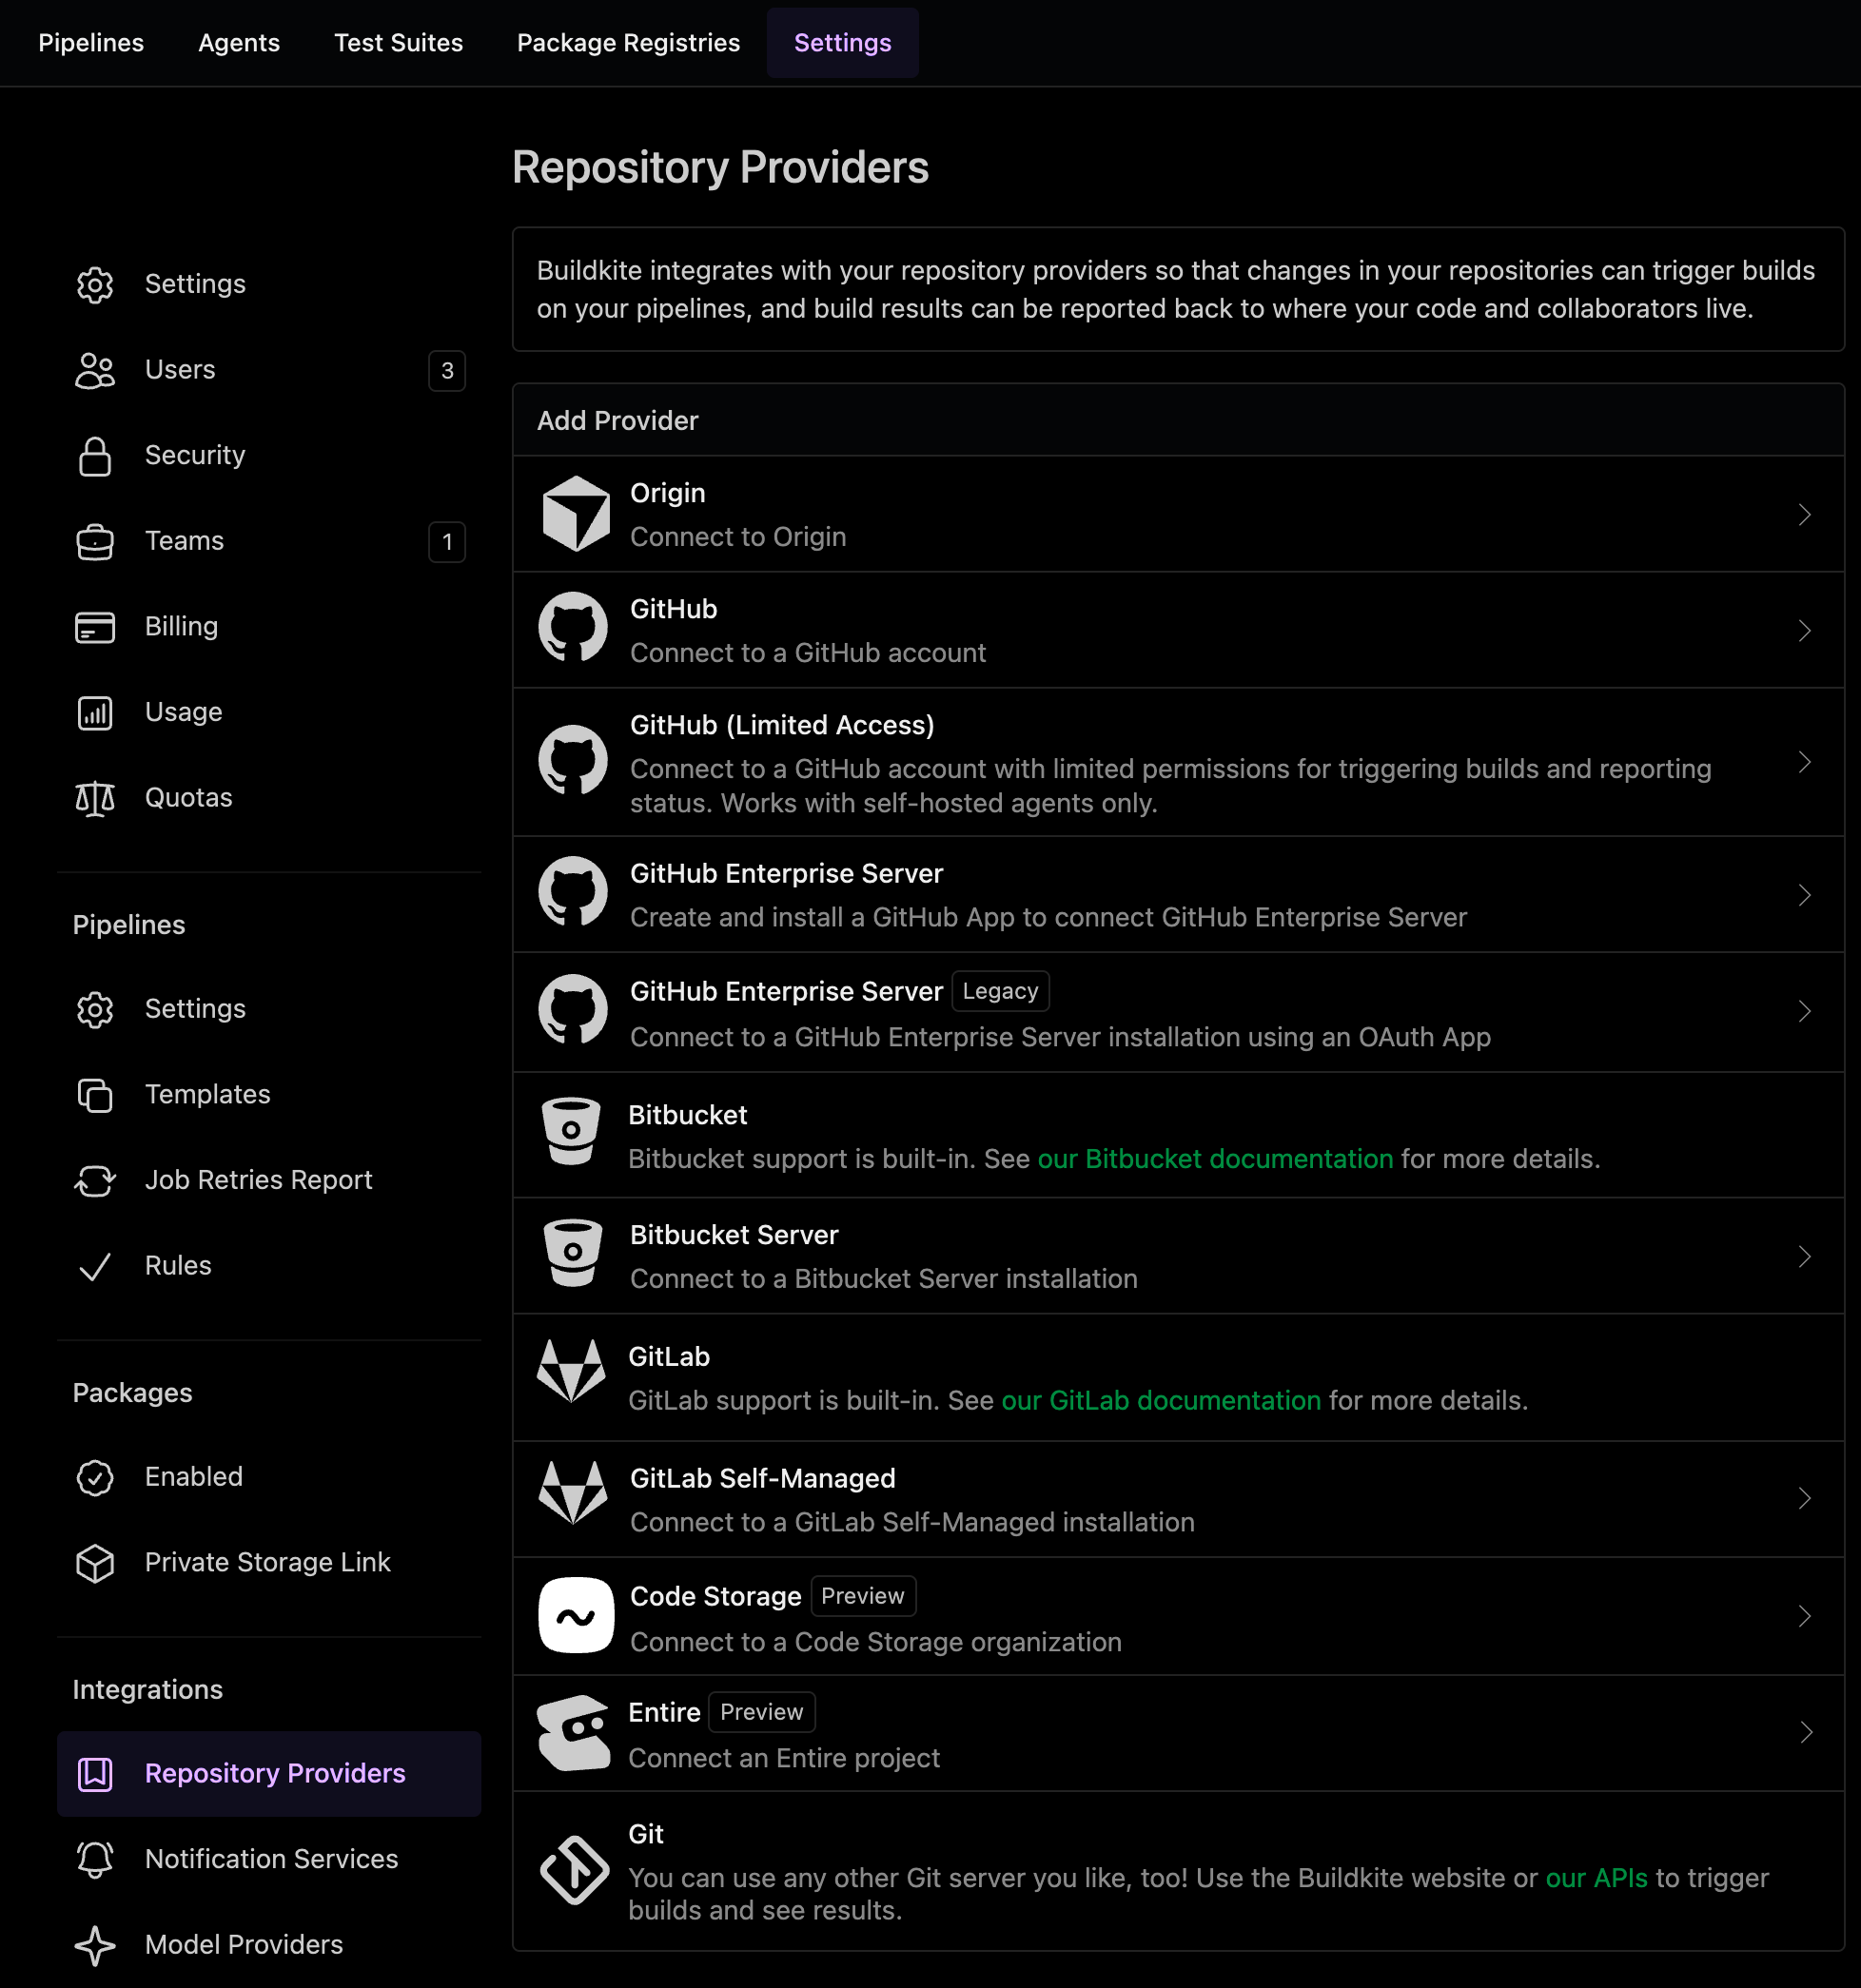 Pipelines
Agents
Test Suites
Package Registries
Settings
Settings
Users
3
Security
Teams
1
Billing
Usage
Quotas
Pipelines
Settings
Templates
Job Retries Report
Rules
Packages
Enabled
Private Storage Link
Integrations
Repository Providers
Notification Services
Model Providers
Repository Providers
Buildkite integrates with your repository providers so that changes in your repositories can trigger builds
on your pipelines, and build results can be reported back to where your code and collaborators live.
Add Provider
Origin
Connect to Origin
GitHub
Connect to a GitHub account
GitHub (Limited Access)
Connect to a GitHub account with limited permissions for triggering builds and reporting
status. Works with self-hosted agents only.
GitHub Enterprise Server
Create and install a GitHub App to connect GitHub Enterprise Server
GitHub Enterprise Server Legacy
Connect to a GitHub Enterprise Server installation using an OAuth App
Bitbucket
Bitbucket support is built-in. See our Bitbucket documentation for more details.
Bitbucket Server
Connect to a Bitbucket Server installation
GitLab
GitLab support is built-in. See our GitLab documentation for more details.
GitLab Self-Managed
Connect to a GitLab Self-Managed installation
Code Storage Preview
Connect to a Code Storage organization
Entire Preview
Connect an Entire project
Git
You can use any other Git server you like, too! Use the Buildkite website or our APIs to trigger
builds and see results.